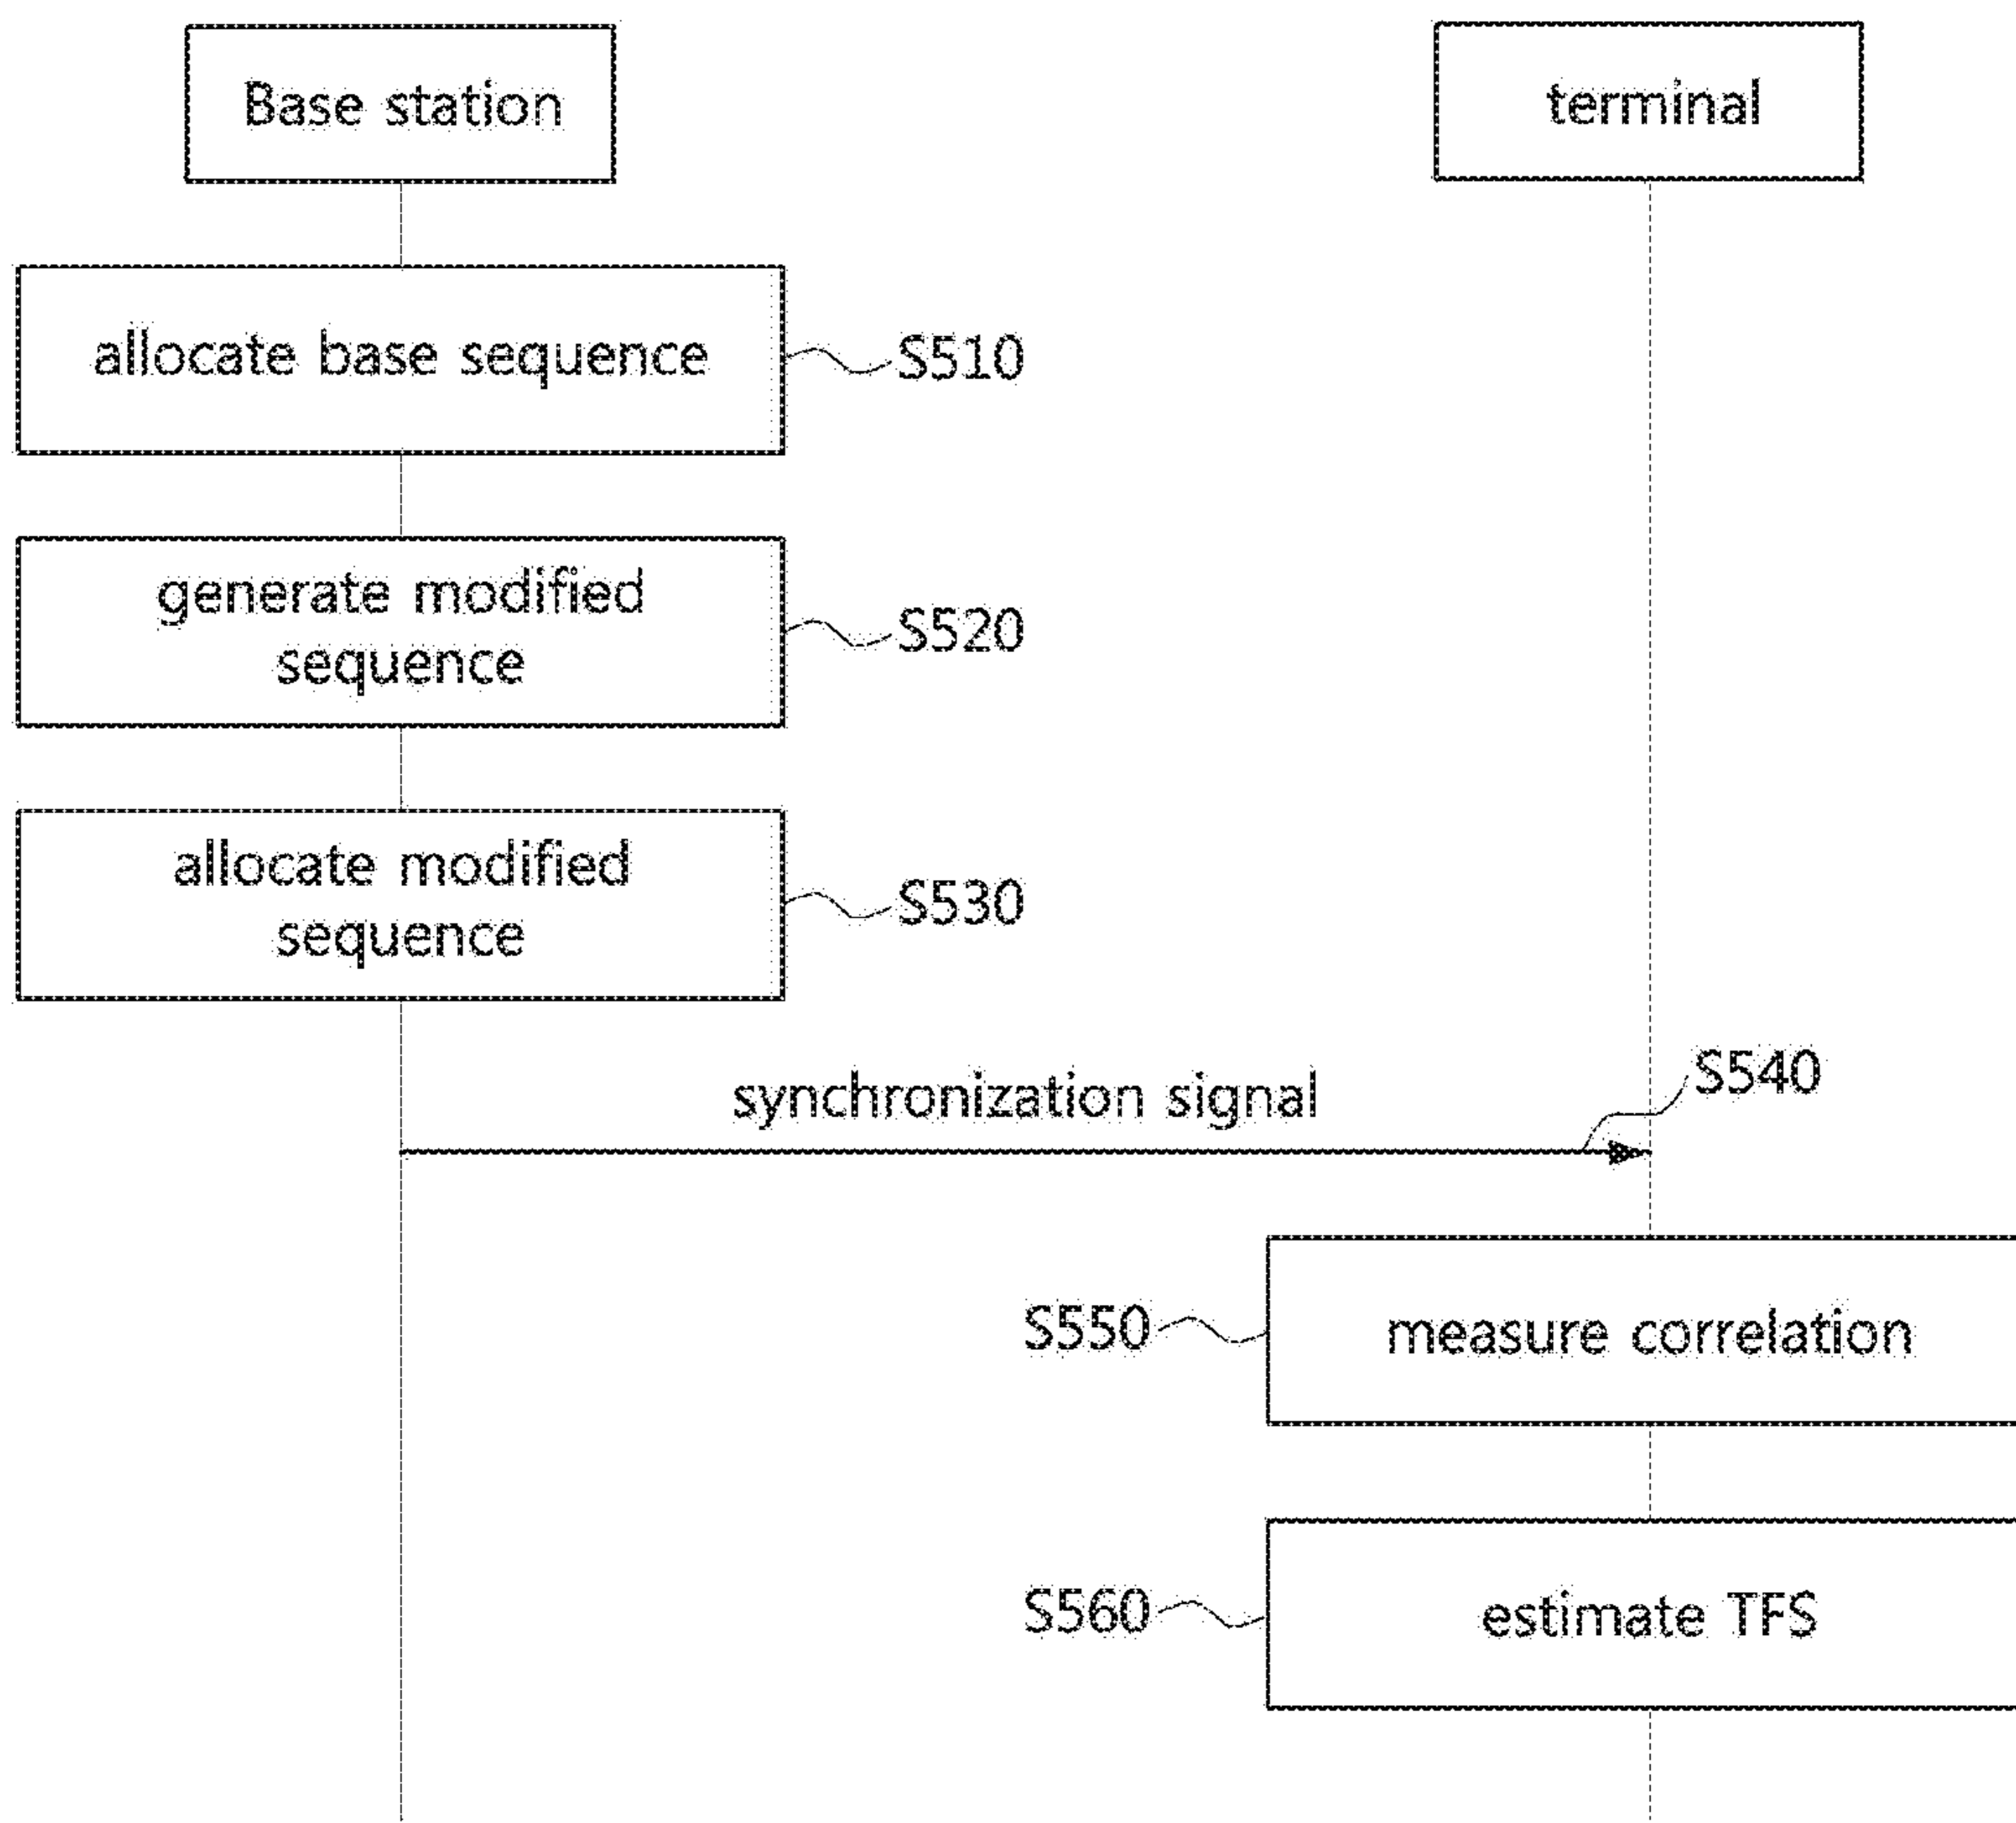 Base station
terminal
allocate base sequence
S510
generate modified
sequence
S520
allocate modified
sequence
S530
synchronization signal
S540
S550
measure correlation
S560
estimate TFS